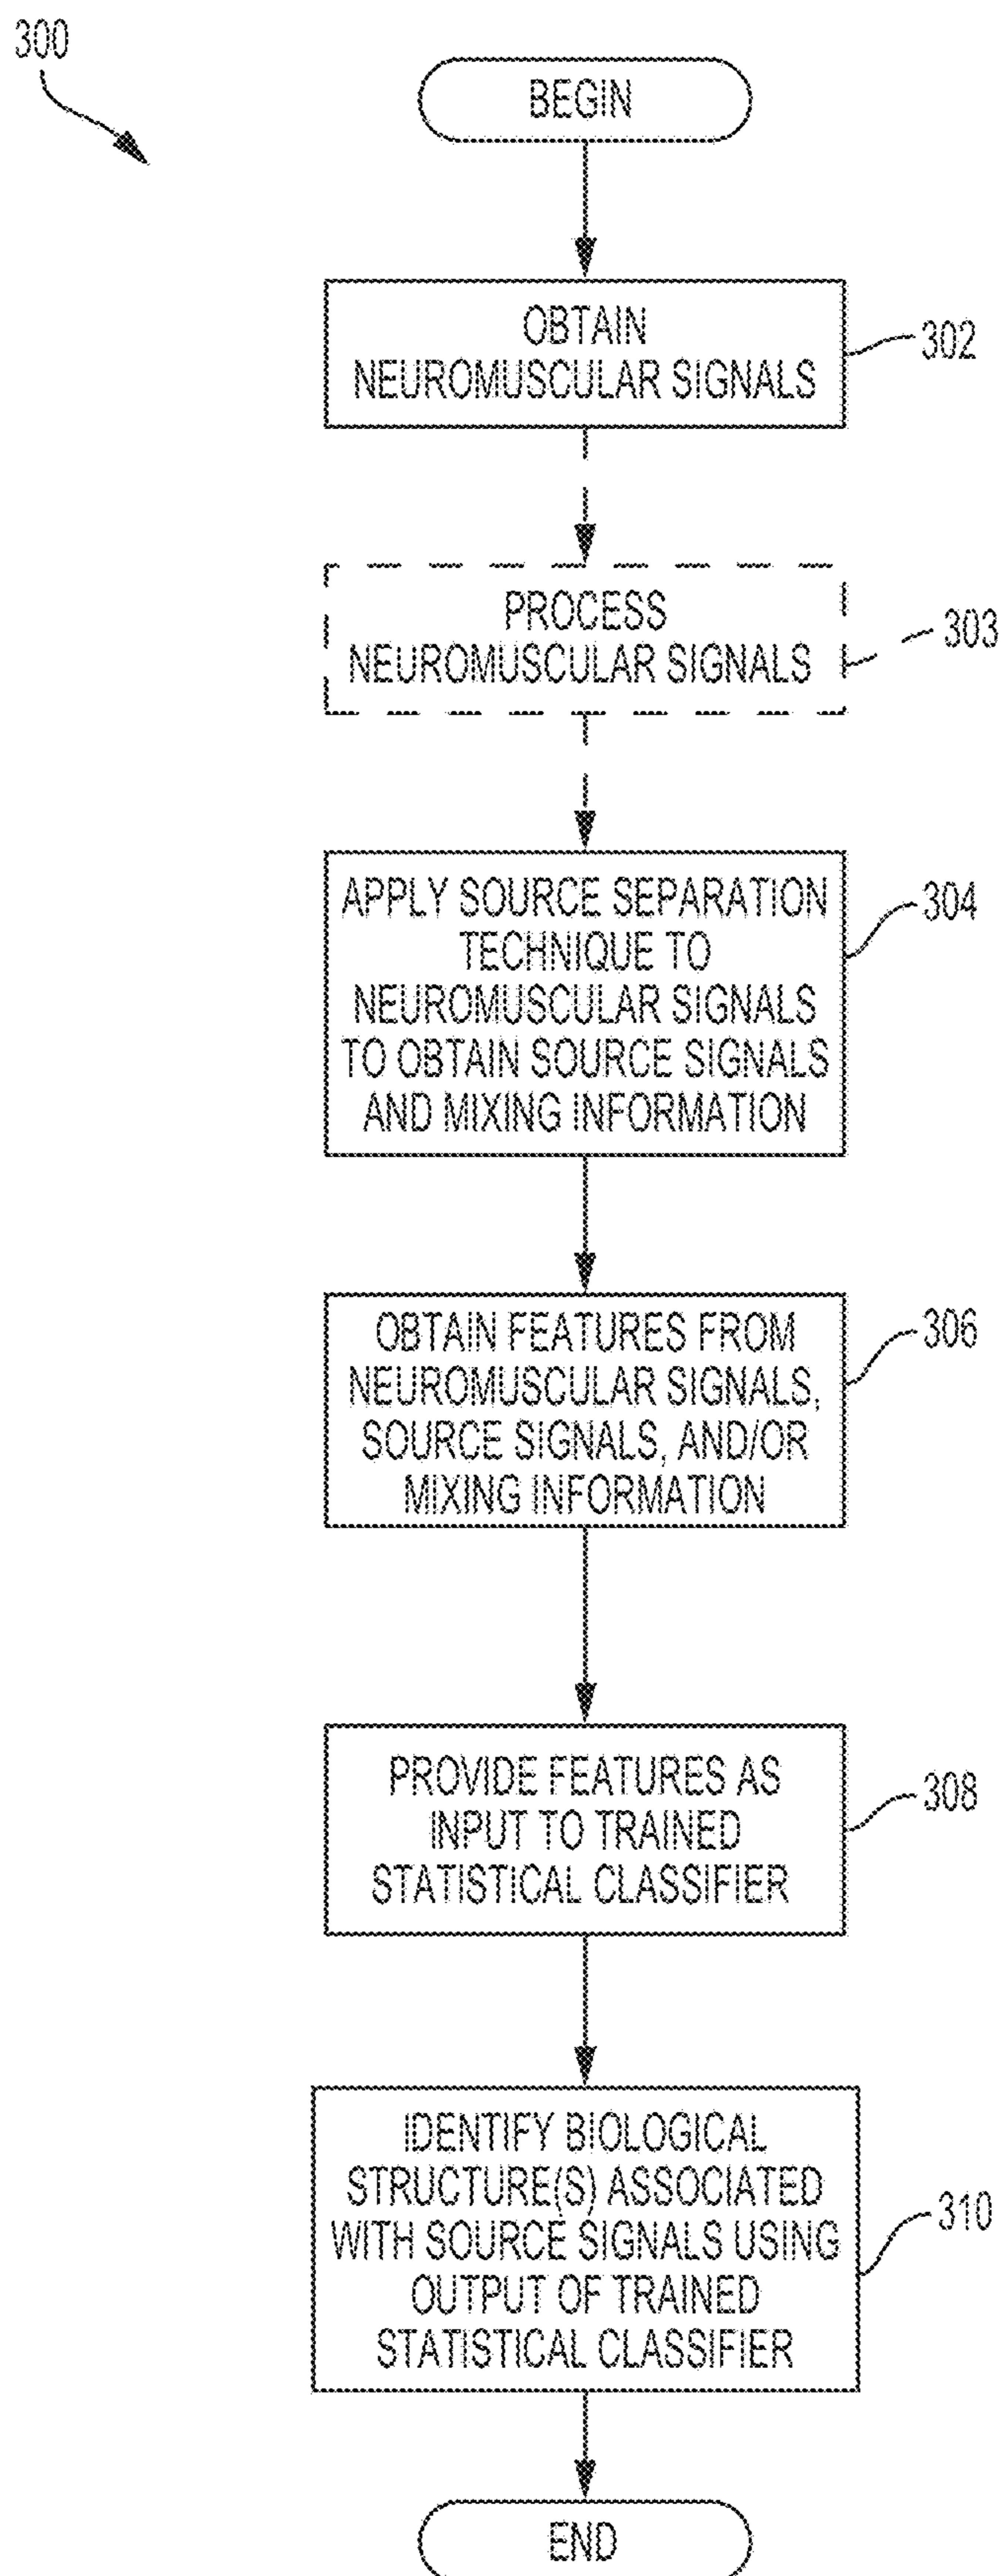 300
BEGIN
OBTAIN
NEUROMUSCULAR SIGNALS
302
PROCESS
NEUROMUSCULAR SIGNALS
303
APPLY SOURCE SEPARATION
TECHNIQUE TO
NEUROMUSCULAR SIGNALS
TO OBTAIN SOURCE SIGNALS
AND MIXING INFORMATION
304
OBTAIN FEATURES FROM
NEUROMUSCULAR SIGNALS,
SOURCE SIGNALS, AND/OR
MIXING INFORMATION
306
PROVIDE FEATURES AS
INPUT TO TRAINED
STATISTICAL CLASSIFIER
308
IDENTIFY BIOLOGICAL
STRUCTURE(S) ASSOCIATED
WITH SOURCE SIGNALS USING
OUTPUT OF TRAINED
STATISTICAL CLASSIFIER
310
END